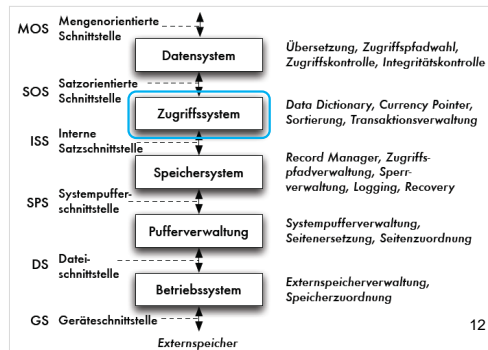 MOS Mengenorientierte
Schnittstelle
Datensystem
Übersetzung, Zugriffspfadwahl,
Zugriffskontrolle, Integritätskontrolle
SOS Satzorientierte
Schnittstelle
Zugriffssystem
Data Dictionary, Currency Pointer,
Sortierung, Transaktionsverwaltung
ISS Interne
Satzschnittstelle
Speichersystem
Record Manager, Zugriffs-
pfadverwaltung, Sperr-
verwaltung, Logging, Recovery
SPS Systempuffer-
schnittstelle
Pufferverwaltung
Systempufferverwaltung,
Seitenersetzung, Seitenzuordnung
DS Datei-
schnittstelle
Betriebssystem
Externspeicherverwaltung,
Speicherzuordnung
GS Geräteschnittstelle
Externspeicher
12